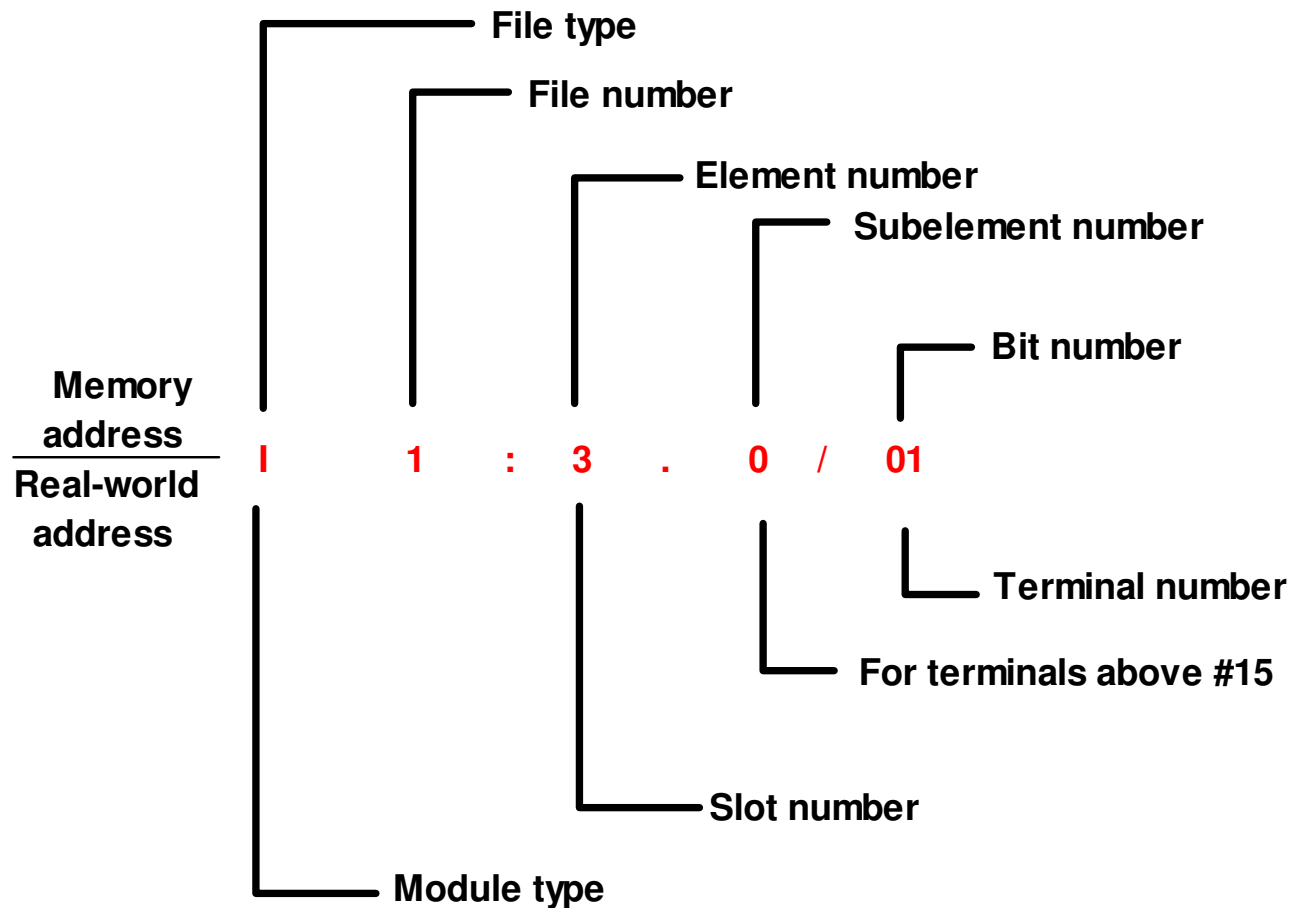 File type
File number
Element number
Subelement number
Bit number
Memory
address
I 1 : 3 . 0 / 01
Real-world
address
Terminal number
For terminals above #15
Slot number
Module type